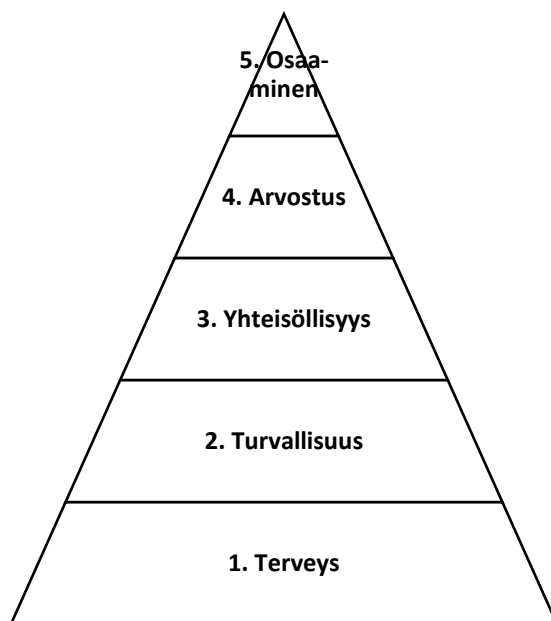 5. Osaa-
minen
4. Arvostus
3. Yhteisöllisyys
2. Turvallisuus
1. Terveys